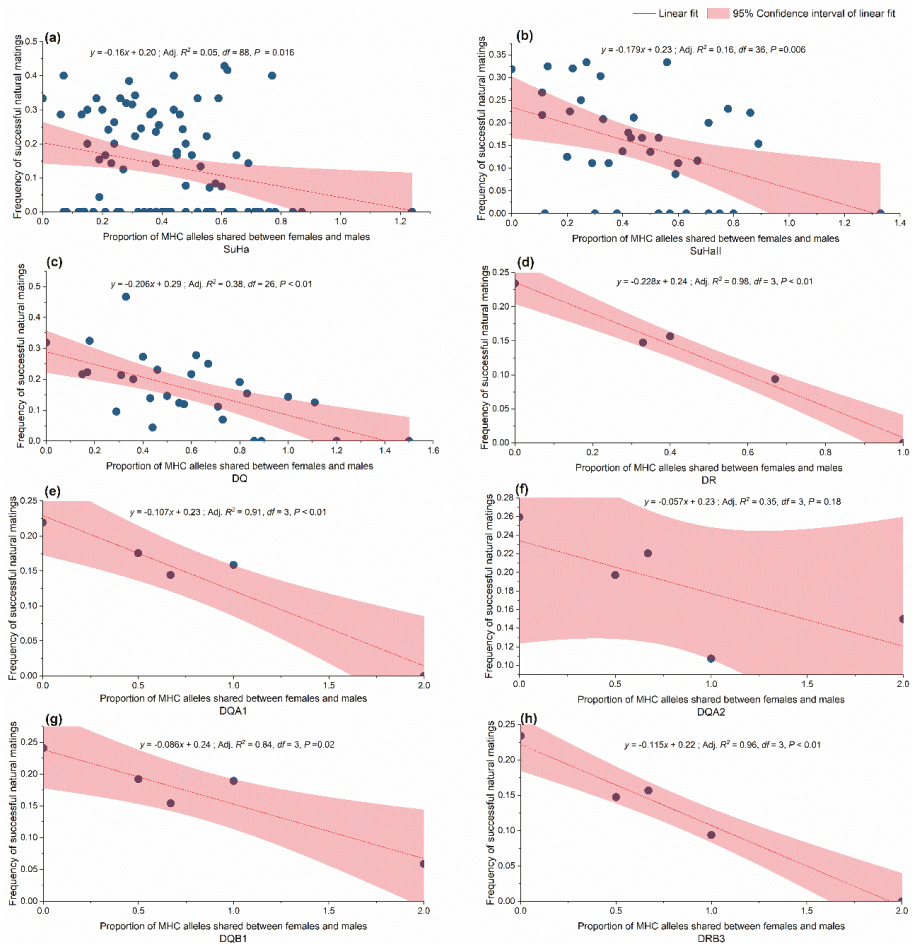 Linear fit 95% Confidence interval of linear fit
(a)
y = -0.16x + 0.20 ; Adj. R² = 0.05, df = 88, P = 0.016
Frequency of successful natural matings
0.5
0.4
0.3
0.2
0.1
0.0
0.0 0.2 0.4 0.6 0.8 1.0 1.2
Proportion of MHC alleles shared between females and males
SuHa
(b)
y = -0.179x + 0.23 ; Adj. R² = 0.16, df = 36, P =0.006
Frequency of successful natural matings
0.35
0.30
0.25
0.20
0.15
0.10
0.05
0.00
0.0 0.2 0.4 0.6 0.8 1.0 1.2
Proportion of MHC alleles shared between females and males
SuHaII
(c)
y = -0.206x + 0.29 ; Adj. R² = 0.38, df = 26, P < 0.01
Frequency of successful natural matings
0.5
0.4
0.3
0.2
0.1
0.0
0.0 0.2 0.4 0.6 0.8 1.0 1.2 1.4 1.6
Proportion of MHC alleles shared between females and males
DQ
(d)
y = -0.228x + 0.24 ; Adj. R² = 0.98, df = 3, P < 0.01
Frequency of successful natural matings
0.25
0.20
0.15
0.10
0.05
0.00
0.0 0.2 0.4 0.6 0.8 1.0
Proportion of MHC alleles shared between females and males
DR
(e)
y = -0.107x + 0.23 ; Adj. R² = 0.91, df = 3, P < 0.01
Frequency of successful natural matings
0.25
0.20
0.15
0.10
0.05
0.00
0.0 0.5 1.0 1.5 2.0
Proportion of MHC alleles shared between females and males
DQA1
(f)
y = -0.057x + 0.23 ; Adj. R² = 0.35, df = 3, P = 0.18
Frequency of successful natural matings
0.28
0.26
0.24
0.22
0.20
0.18
0.16
0.14
0.12
0.10
0.0 0.5 1.0 1.5 2.0
Proportion of MHC alleles shared between females and males
DQA2
(g)
y = -0.086x + 0.24 ; Adj. R² = 0.84, df = 3, P =0.02
Frequency of successful natural matings
0.25
0.20
0.15
0.10
0.05
0.00
0.0 0.5 1.0 1.5 2.0
Proportion of MHC alleles shared between females and males
DQB1
(h)
y = -0.115x + 0.22 ; Adj. R² = 0.96, df = 3, P < 0.01
Frequency of successful natural matings
0.25
0.20
0.15
0.10
0.05
0.00
0.0 0.5 1.0 1.5 2.0
Proportion of MHC alleles shared between females and males
DRB3